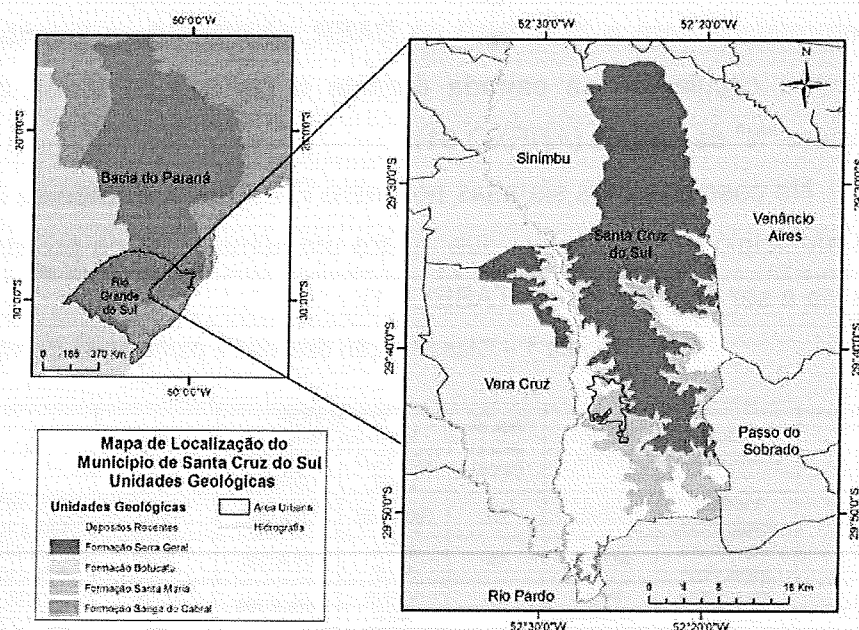 50°0'0"W
20°0'0"S
20°0'0"S
Bacia do Paraná
Rio
Grande
do Sul
30°0'0"S
30°0'0"S
0 185 370 Km
50°0'0"W
Mapa de Localização do
Município de Santa Cruz do Sul
Unidades Geológicas
Unidades Geológicas
Depositos Recentes
Formação Serra Geral
Formação Botucatu
Formação Santa Maria
Formação Sanga do Cabral
Area Urbana
Hidrografia
52°30'0"W
52°20'0"W
N
Sinimbu
29°30'0"S
29°30'0"S
Venâncio
Aires
Santa Cruz
do Sul
29°40'0"S
29°40'0"S
Vera Cruz
Passo do
Sobrado
29°50'0"S
29°50'0"S
Rio Pardo
0 4 8 16 Km
52°30'0"W
52°20'0"W